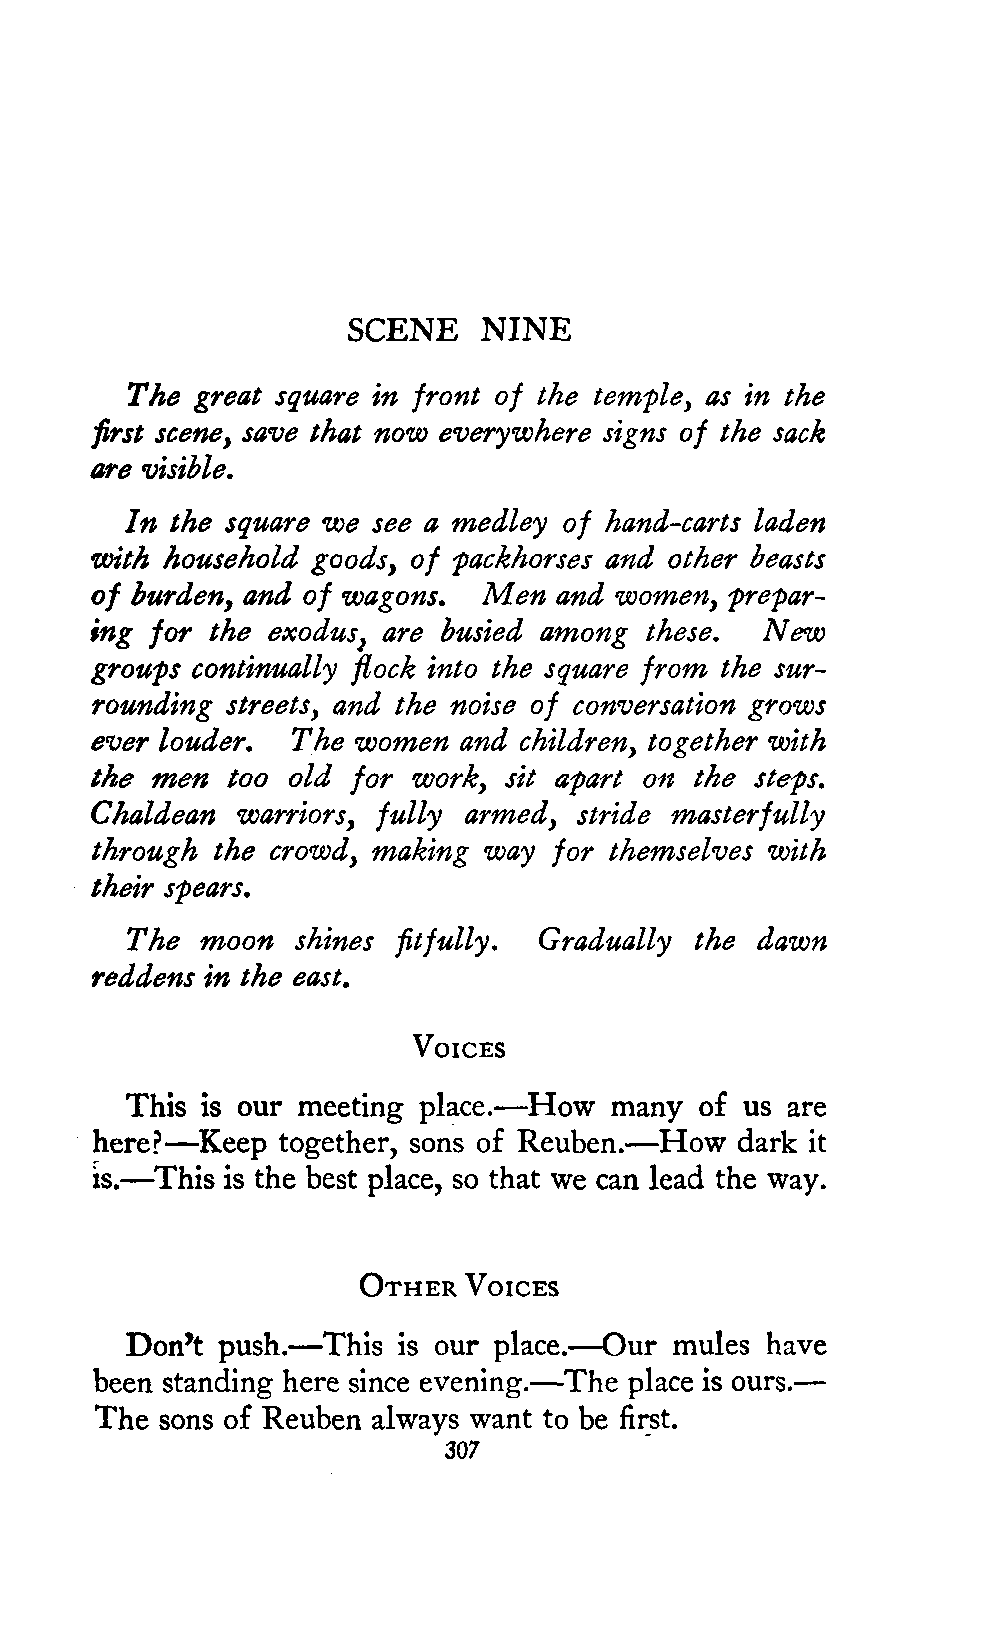 SCENE NINE
The great square in front of the temple, as in the
first scene, save that now everywhere signs of the sack
are visible.
In the square we see a medley of hand-carts laden
with household goods, of packhorses and other beasts
of burden, and of wagons. Men and women, prepar-
ing for the exodus, are busied among these. New
groups continually flock into the square from the sur-
rounding streets, and the noise of conversation grows
ever louder. The women and children, together with
the men too old for work, sit apart on the steps.
Chaldean warriors, fully armed, stride masterfully
through the crowd, making way for themselves with
their spears.
The moon shines fitfully. Gradually the dawn
reddens in the east.
VOICES
This is our meeting place.—How many of us are
here?—Keep together, sons of Reuben.—How dark it
is.—This is the best place, so that we can lead the way.
OTHER VOICES
Don't push.—This is our place.—Our mules have
been standing here since evening.—The place is ours.—
The sons of Reuben always want to be first.
307